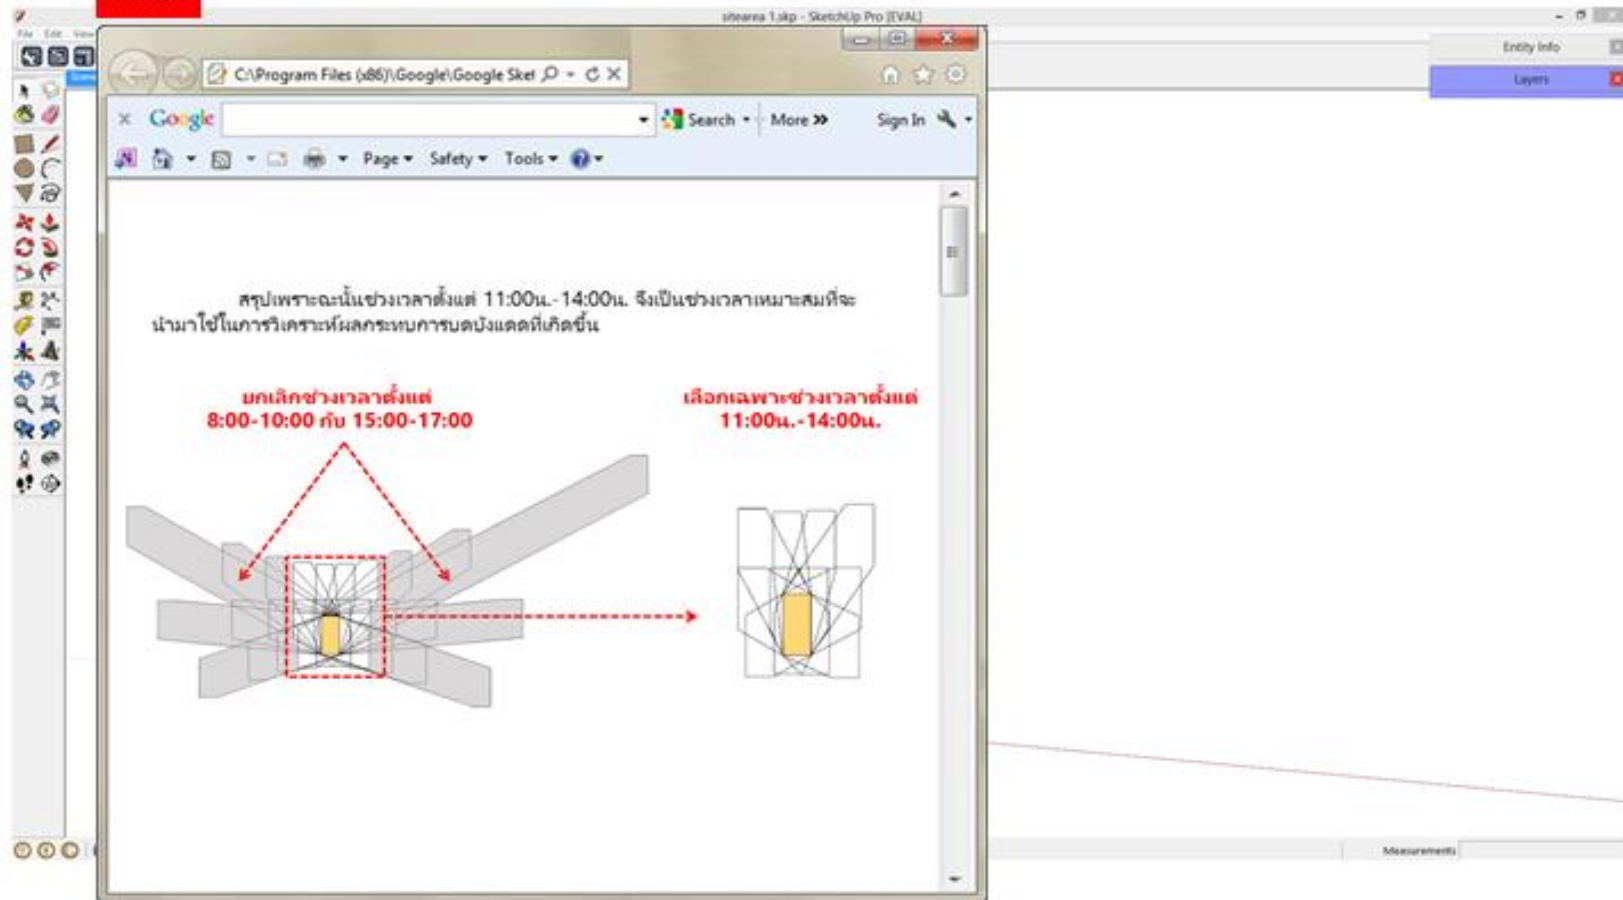 sitearea 1.skp - SketchUp Pro [EVAL]
File Edit View
Entity Info
Layers
C:\Program Files (x86)\Google\Google Sket
Google
Search
More »
Sign In
Page
Safety
Tools
สรุปเพราะฉะนั้นช่วงเวลาตั้งแต่ 11:00น.-14:00น. จึงเป็นช่วงเวลาเหมาะสมที่จะ
นำมาใช้ในการวิเคราะห์ผลกระทบการบดบังแดดที่เกิดขึ้น
ยกเลิกช่วงเวลาตั้งแต่
8:00-10:00 กับ 15:00-17:00
เลือกเฉพาะช่วงเวลาตั้งแต่
11:00น.-14:00น.
Measurements